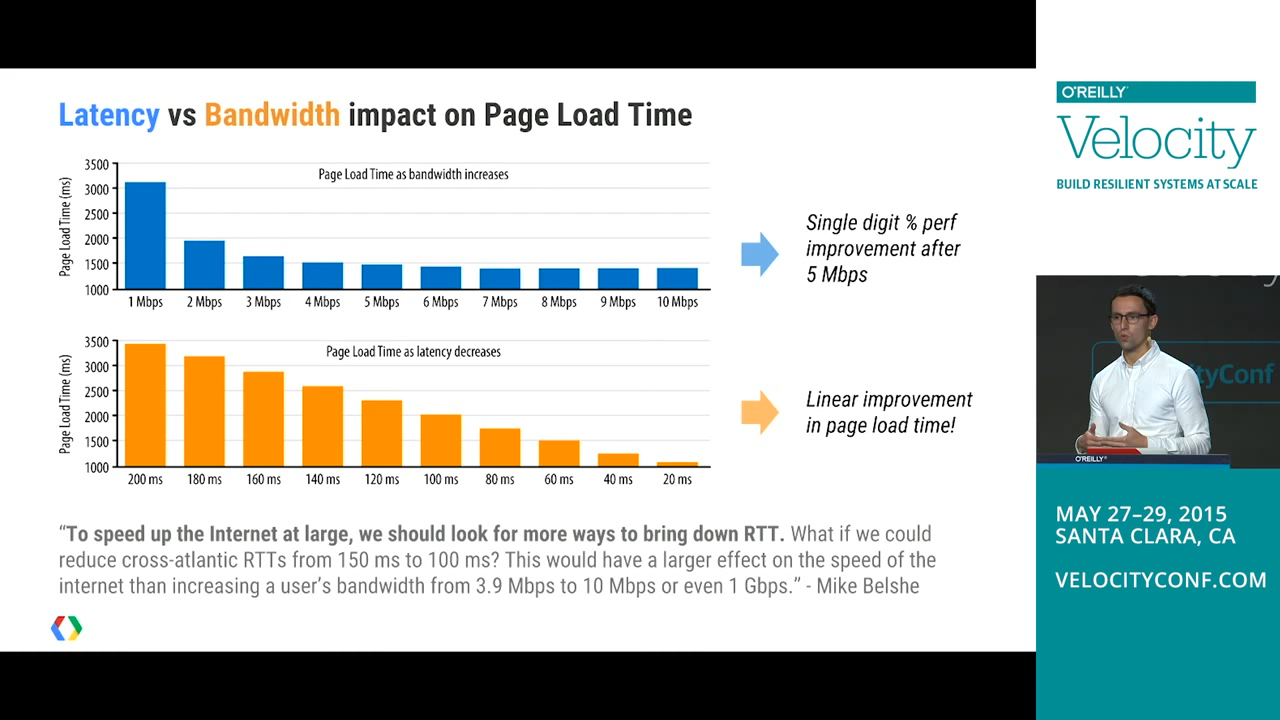 Latency vs Bandwidth impact on Page Load Time
Page Load Time (ms)
3500
3000
2500
2000
1500
1000
Page Load Time as bandwidth increases
1 Mbps 2 Mbps 3 Mbps 4 Mbps 5 Mbps 6 Mbps 7 Mbps 8 Mbps 9 Mbps 10 Mbps
Single digit % perf
improvement after
5 Mbps
Page Load Time (ms)
3500
3000
2500
2000
1500
1000
Page Load Time as latency decreases
200 ms 180 ms 160 ms 140 ms 120 ms 100 ms 80 ms 60 ms 40 ms 20 ms
Linear improvement
in page load time!
“To speed up the Internet at large, we should look for more ways to bring down RTT. What if we could
reduce cross-atlantic RTTs from 150 ms to 100 ms? This would have a larger effect on the speed of the
internet than increasing a user’s bandwidth from 3.9 Mbps to 10 Mbps or even 1 Gbps.” - Mike Belshe
O'REILLY
Velocity
BUILD RESILIENT SYSTEMS AT SCALE
ityConf
O'REILLY
MAY 27–29, 2015
SANTA CLARA, CA
VELOCITYCONF.COM